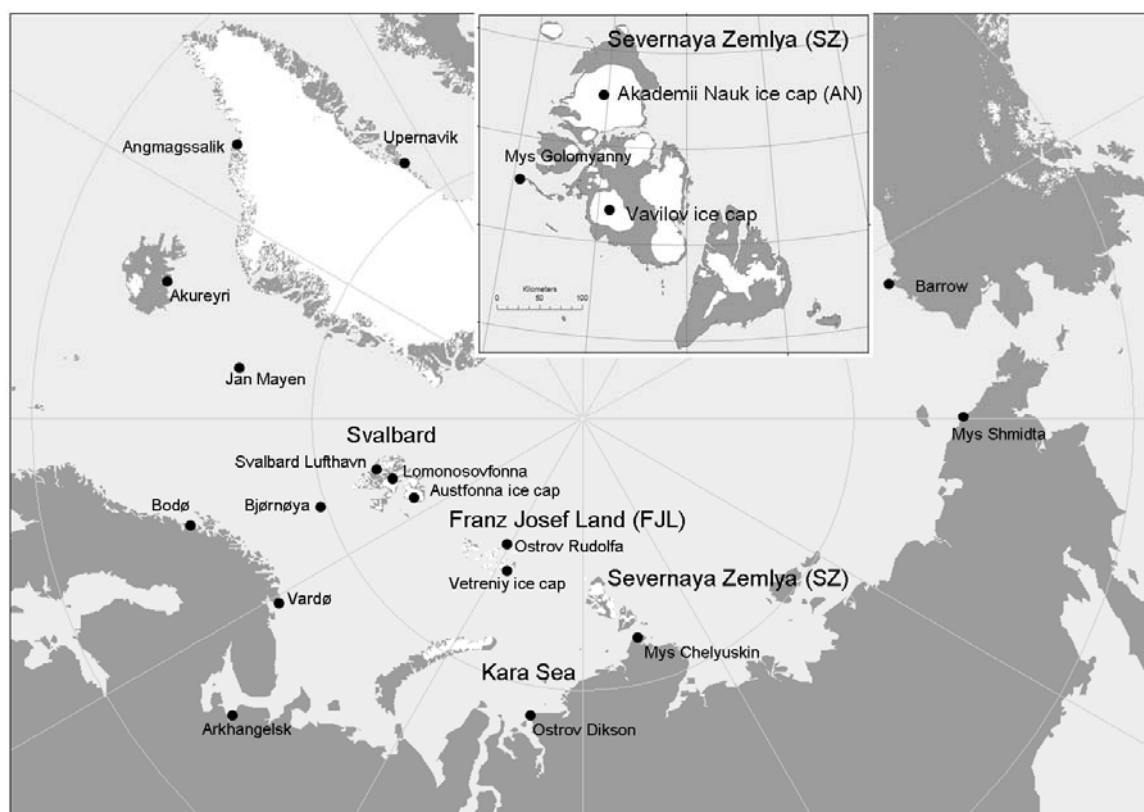 Severnaya Zemlya (SZ)
Akademii Nauk ice cap (AN)
Mys Golomyanny
Vavilov ice cap
Kilometers
0 25 50 100
Angmagssalik
Upernavik
Akureyri
Barrow
Jan Mayen
Mys Shmidta
Svalbard
Svalbard Lufthavn
Lomonosovfonna
Austfonna ice cap
Bjørnøya
Bodø
Franz Josef Land (FJL)
Ostrov Rudolfa
Vetreniy ice cap
Severnaya Zemlya (SZ)
Vardø
Mys Chelyuskin
Kara Sea
Arkhangelsk
Ostrov Dikson